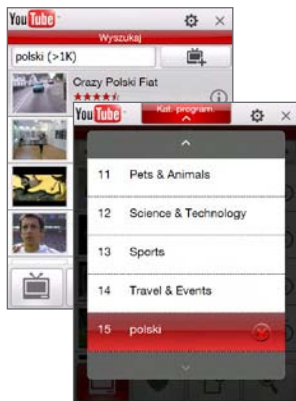 YouTube
Wyszukaj
polski (>1K)
Crazy Polski Fiat
YouTube
Kat. program.
11 Pets & Animals
12 Science & Technology
13 Sports
14 Travel & Events
15 polski